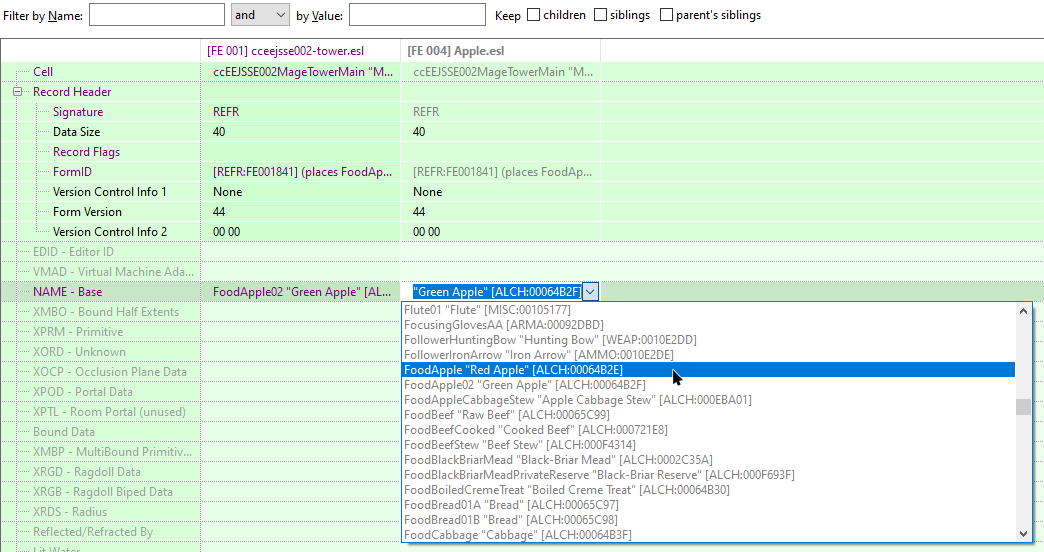 Filter by Name: and by Value: Keep children siblings parent's siblings
[FE 001] cceejsse002-tower.esl [FE 004] Apple.esl
Cell ccEEJSSE002MageTowerMain "M... ccEEJSSE002MageTowerMain "M...
Record Header
Signature REFR REFR
Data Size 40 40
Record Flags
FormID [REFR:FE001841] (places FoodAp... [REFR:FE001841] (places FoodAp...
Version Control Info 1 None None
Form Version 44 44
Version Control Info 2 00 00 00 00
EDID - Editor ID
VMAD - Virtual Machine Ada...
NAME - Base FoodApple02 "Green Apple" [AL... "Green Apple" [ALCH:00064B2F]
XMBO - Bound Half Extents
XPRM - Primitive
XORD - Unknown
XOCP - Occlusion Plane Data
XPOD - Portal Data
XPTL - Room Portal (unused)
Bound Data
XMBP - MultiBound Primitiv...
XRGD - Ragdoll Data
XRGB - Ragdoll Biped Data
XRDS - Radius
Reflected/Refracted By
Lit Water
Flute01 "Flute" [MISC:00105177]
FocusingGlovesAA [ARMA:00092DBD]
FollowerHuntingBow "Hunting Bow" [WEAP:0010E2DD]
FollowerIronArrow "Iron Arrow" [AMMO:0010E2DE]
FoodApple "Red Apple" [ALCH:00064B2E]
FoodApple02 "Green Apple" [ALCH:00064B2F]
FoodAppleCabbageStew "Apple Cabbage Stew" [ALCH:000EBA01]
FoodBeef "Raw Beef" [ALCH:00065C99]
FoodBeefCooked "Cooked Beef" [ALCH:000721E8]
FoodBeefStew "Beef Stew" [ALCH:000F4314]
FoodBlackBriarMead "Black-Briar Mead" [ALCH:0002C35A]
FoodBlackBriarMeadPrivateReserve "Black-Briar Reserve" [ALCH:000F693F]
FoodBoiledCremeTreat "Boiled Creme Treat" [ALCH:00064B30]
FoodBread01A "Bread" [ALCH:00065C97]
FoodBread01B "Bread" [ALCH:00065C98]
FoodCabbage "Cabbage" [ALCH:00064B3F]